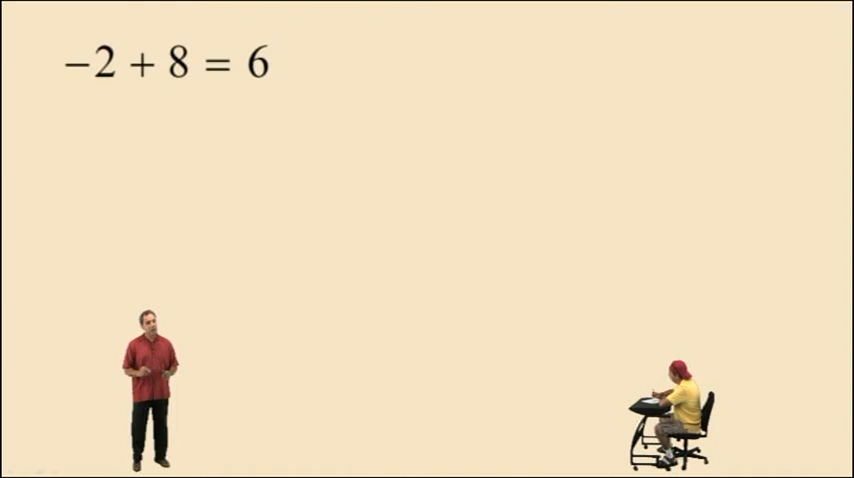 −2 + 8 = 6